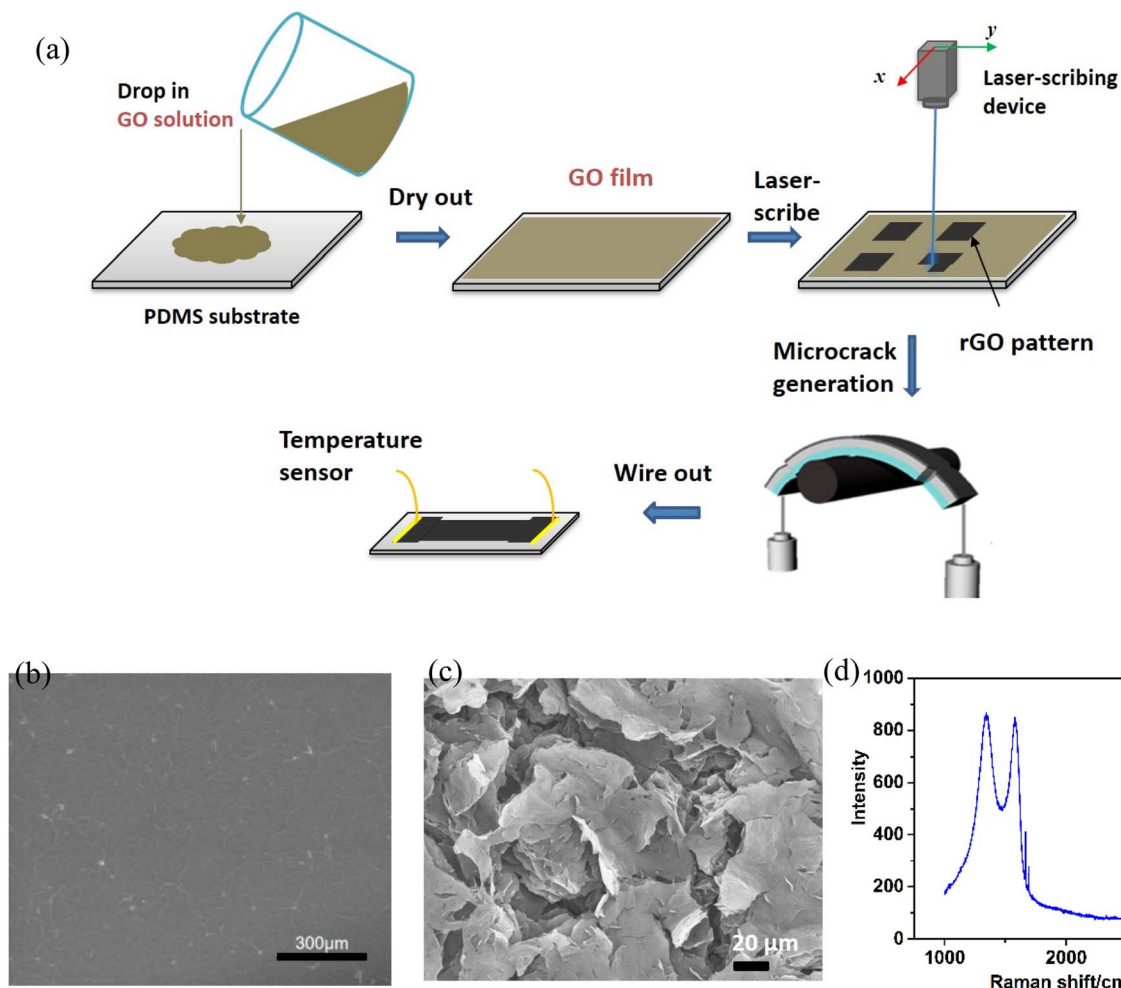 (a)
Drop in
GO solution
PDMS substrate
Dry out
GO film
Laser-
scribe
x
y
Laser-scribing
device
rGO pattern
Microcrack
generation
Wire out
Temperature
sensor
(b)
300μm
(c)
20 μm
(d)
1000
800
600
400
200
0
Intensity
1000
2000
Raman shift/cm